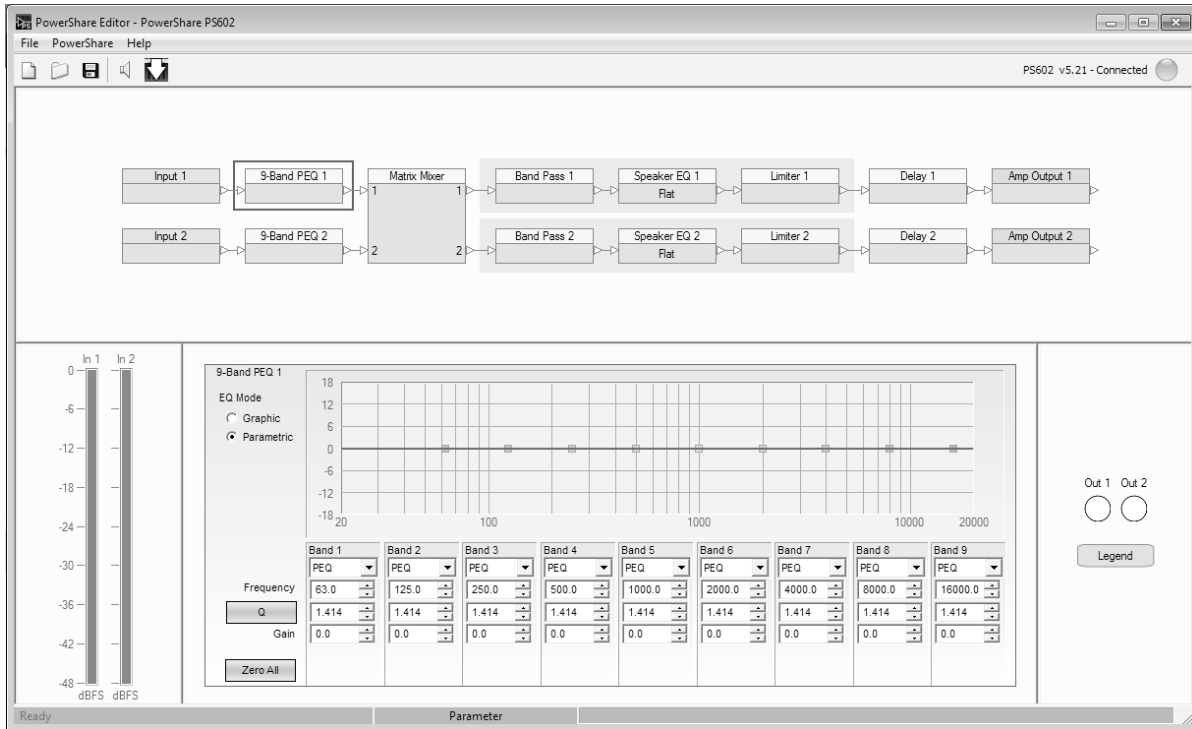 PowerShare Editor - PowerShare PS602
File PowerShare Help
PS602 v5.21 - Connected
Input 1 9-Band PEQ 1 Matrix Mixer Band Pass 1 Speaker EQ 1 Limiter 1 Delay 1 Amp Output 1
1 1 Flat
Input 2 9-Band PEQ 2 Band Pass 2 Speaker EQ 2 Limiter 2 Delay 2 Amp Output 2
2 2 Flat
In 1 In 2
0
-6
-12
-18
-24
-30
-36
-42
-48
dBFS dBFS
9-Band PEQ 1
EQ Mode
Graphic
Parametric
18
12
6
0
-6
-12
-18
20 100 1000 10000 20000
Band 1 Band 2 Band 3 Band 4 Band 5 Band 6 Band 7 Band 8 Band 9
PEQ PEQ PEQ PEQ PEQ PEQ PEQ PEQ PEQ
Frequency 63.0 125.0 250.0 500.0 1000.0 2000.0 4000.0 8000.0 16000.0
Q 1.414 1.414 1.414 1.414 1.414 1.414 1.414 1.414 1.414
Gain 0.0 0.0 0.0 0.0 0.0 0.0 0.0 0.0 0.0
Zero All
Out 1 Out 2
Legend
Ready Parameter